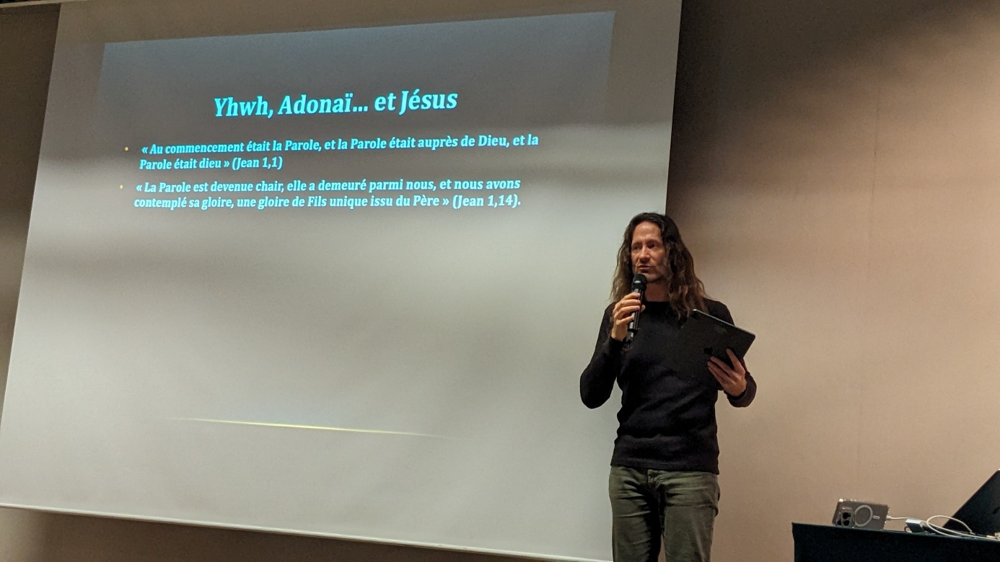 Yhwh, Adonaï... et Jésus
« Au commencement était la Parole, et la Parole était auprès de Dieu, et la
Parole était dieu » (Jean 1,1)
« La Parole est devenue chair, elle a demeuré parmi nous, et nous avons
contemplé sa gloire, une gloire de Fils unique issu du Père » (Jean 1,14).